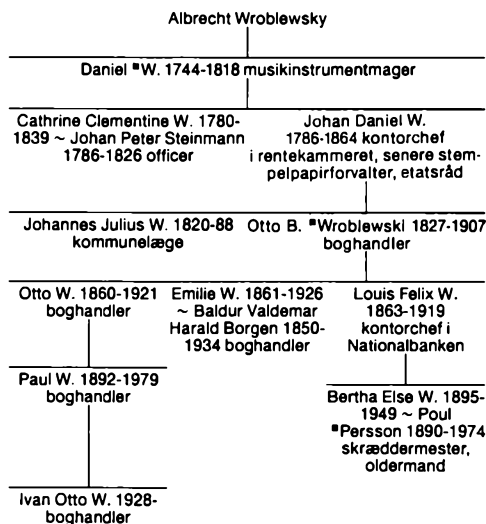 Albrecht Wroblewsky
Daniel ■W. 1744-1818 musikinstrumentmager
Cathrine Clementine W. 1780-
1839 ~ Johan Peter Steinmann
1786-1826 officer
Johan Daniel W.
1786-1864 kontorchef
i rentekammeret, senere stem-
pelpapirforvalter, etatsråd
Johannes Julius W. 1820-88
kommunelæge
Otto B. ■Wroblewski 1827-1907
boghandler
Otto W. 1860-1921
boghandler
Emilie W. 1861-1926
~ Baldur Valdemar
Harald Borgen 1850-
1934 boghandler
Louis Felix W.
1863-1919
kontorchef i
Nationalbanken
Paul W. 1892-1979
boghandler
Bertha Else W. 1895-
1949 ~ Poul
■Persson 1890-1974
skræddermester,
oldermand
Ivan Otto W. 1928-
boghandler